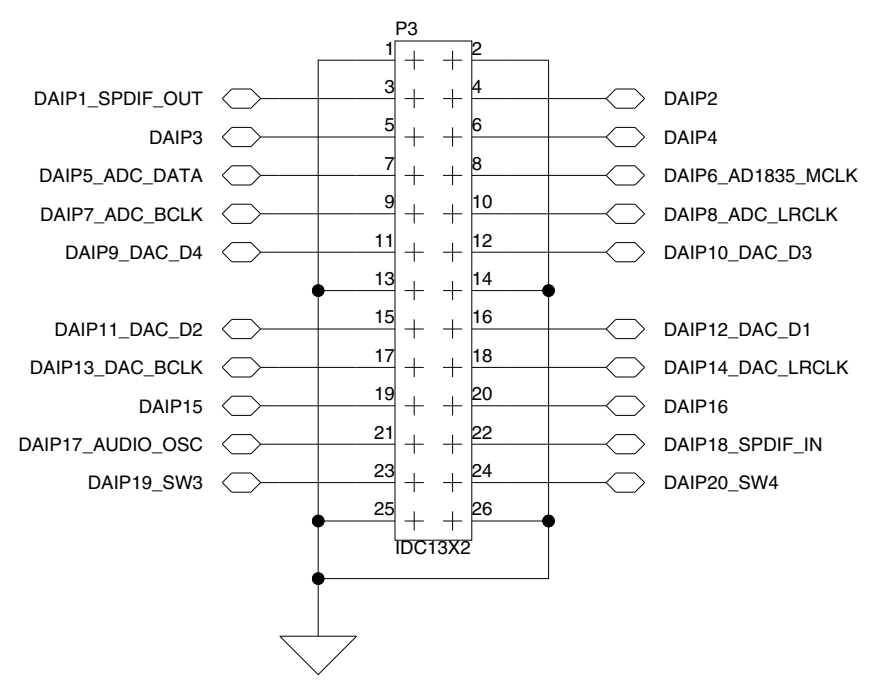 P3
1 2
DAIP1_SPDIF_OUT 3 4 DAIP2
DAIP3 5 6 DAIP4
DAIP5_ADC_DATA 7 8 DAIP6_AD1835_MCLK
DAIP7_ADC_BCLK 9 10 DAIP8_ADC_LRCLK
DAIP9_DAC_D4 11 12 DAIP10_DAC_D3
13 14
DAIP11_DAC_D2 15 16 DAIP12_DAC_D1
DAIP13_DAC_BCLK 17 18 DAIP14_DAC_LRCLK
DAIP15 19 20 DAIP16
DAIP17_AUDIO_OSC 21 22 DAIP18_SPDIF_IN
DAIP19_SW3 23 24 DAIP20_SW4
25 26
IDC13X2